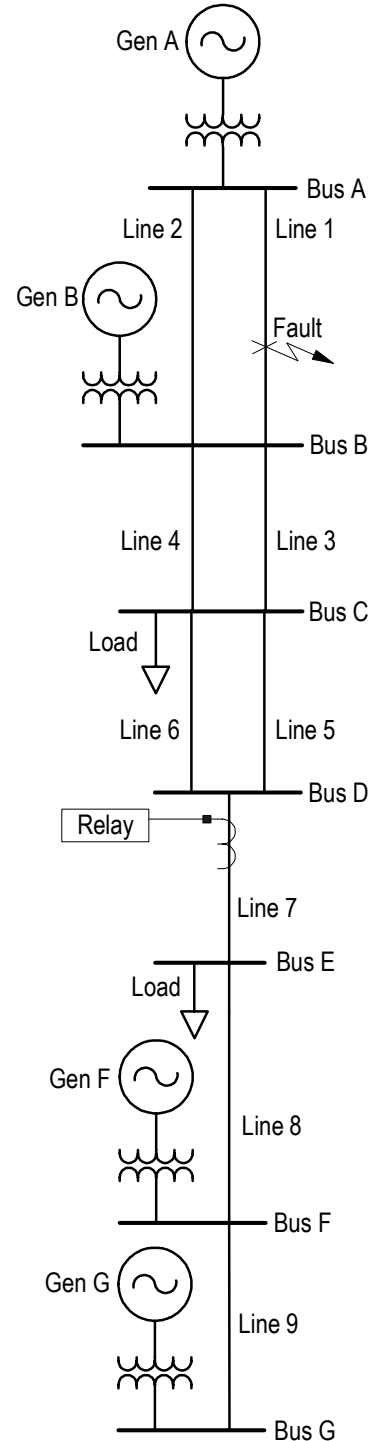 Gen A
Bus A
Line 2
Line 1
Gen B
Fault
Bus B
Line 4
Line 3
Bus C
Load
Line 6
Line 5
Bus D
Relay
Line 7
Bus E
Load
Gen F
Line 8
Bus F
Gen G
Line 9
Bus G